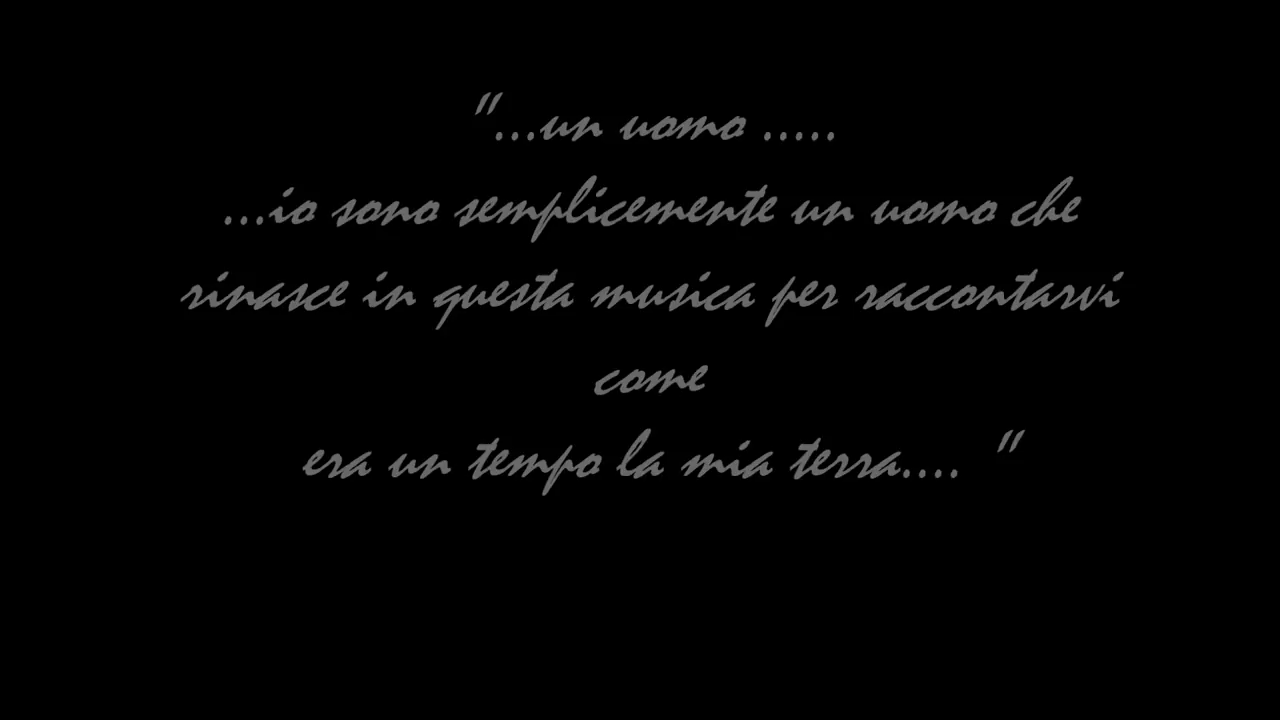 "...un uomo .....
...io sono semplicemente un uomo che
rinasce in questa musica per raccontarvi
come
era un tempo la mia terra.... "